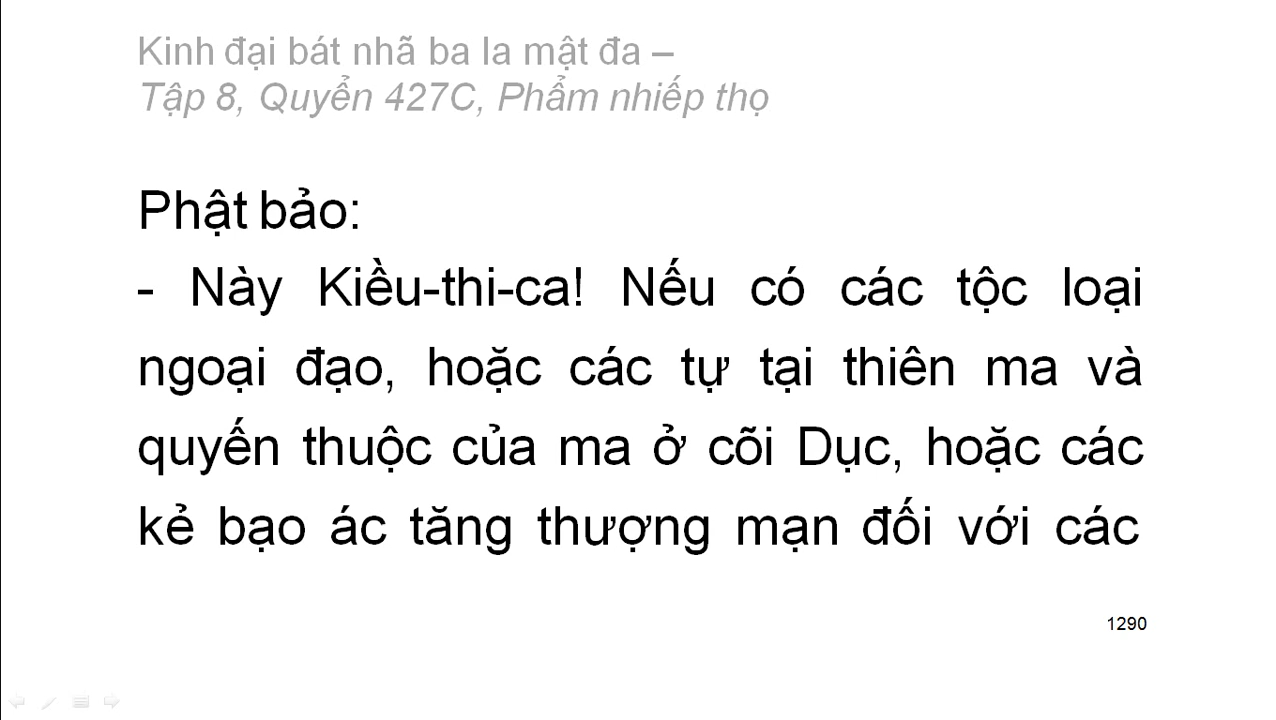 Kinh đại bát nhã ba la mật đa –
Tập 8, Quyển 427C, Phẩm nhiếp thọ
Phật bảo:
- Này Kiều-thi-ca! Nếu có các tộc loại
ngoại đạo, hoặc các tự tại thiên ma và
quyến thuộc của ma ở cõi Dục, hoặc các
kẻ bạo ác tăng thượng mạn đối với các
1290